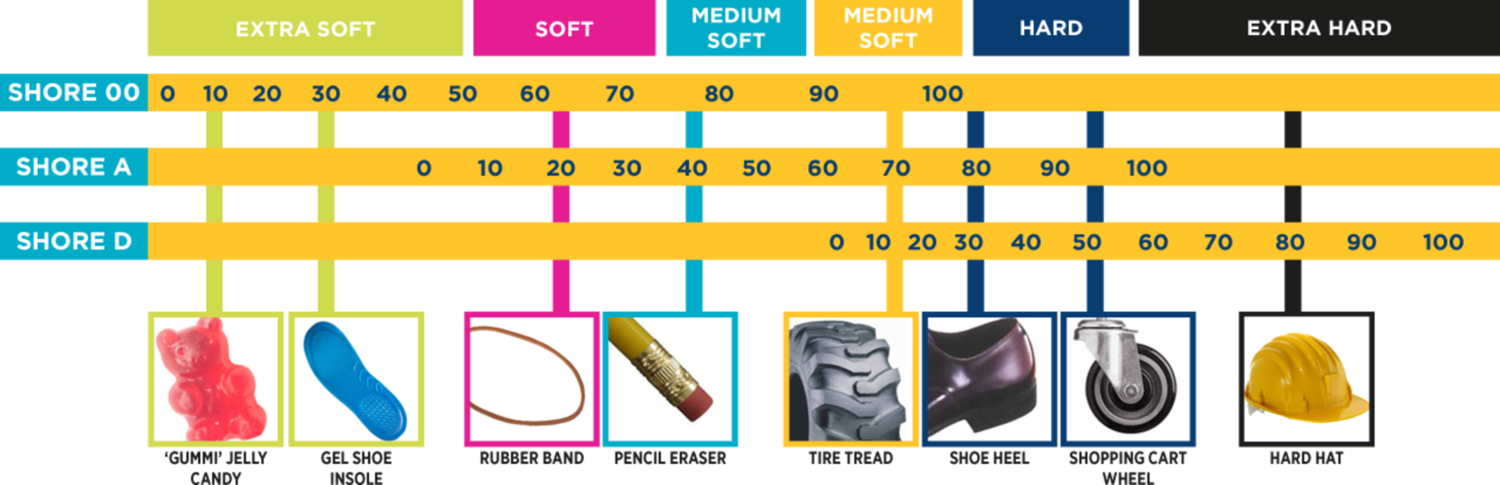 EXTRA SOFT
SOFT
MEDIUM
SOFT
MEDIUM
SOFT
HARD
EXTRA HARD
SHORE 00 0 10 20 30 40 50 60 70 80 90 100
SHORE A 0 10 20 30 40 50 60 70 80 90 100
SHORE D 0 10 20 30 40 50 60 70 80 90 100
‘GUMMI’ JELLY
CANDY
GEL SHOE
INSOLE
RUBBER BAND
PENCIL ERASER
TIRE TREAD
SHOE HEEL
SHOPPING CART
WHEEL
HARD HAT